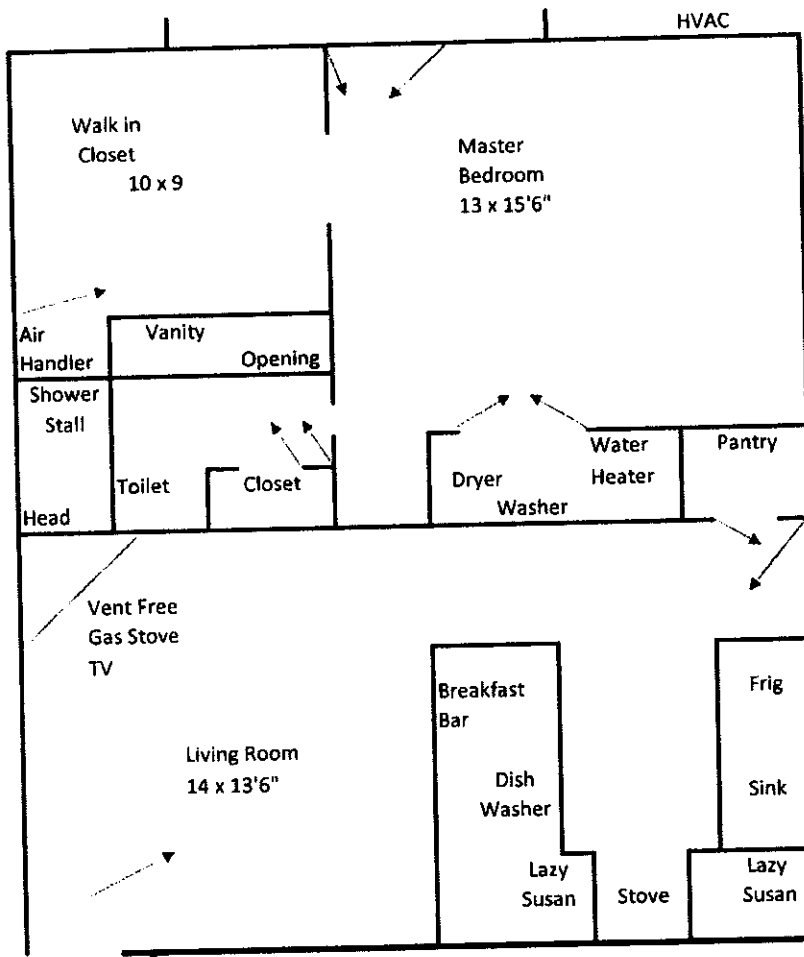 HVAC
Walk in
Closet
10 x 9
Master
Bedroom
13 x 15'6"
Air
Handler
Vanity
Opening
Shower
Stall
Head
Toilet
Closet
Dryer
Washer
Water
Heater
Pantry
Vent Free
Gas Stove
TV
Living Room
14 x 13'6"
Breakfast
Bar
Dish
Washer
Lazy
Susan
Stove
Frig
Sink
Lazy
Susan